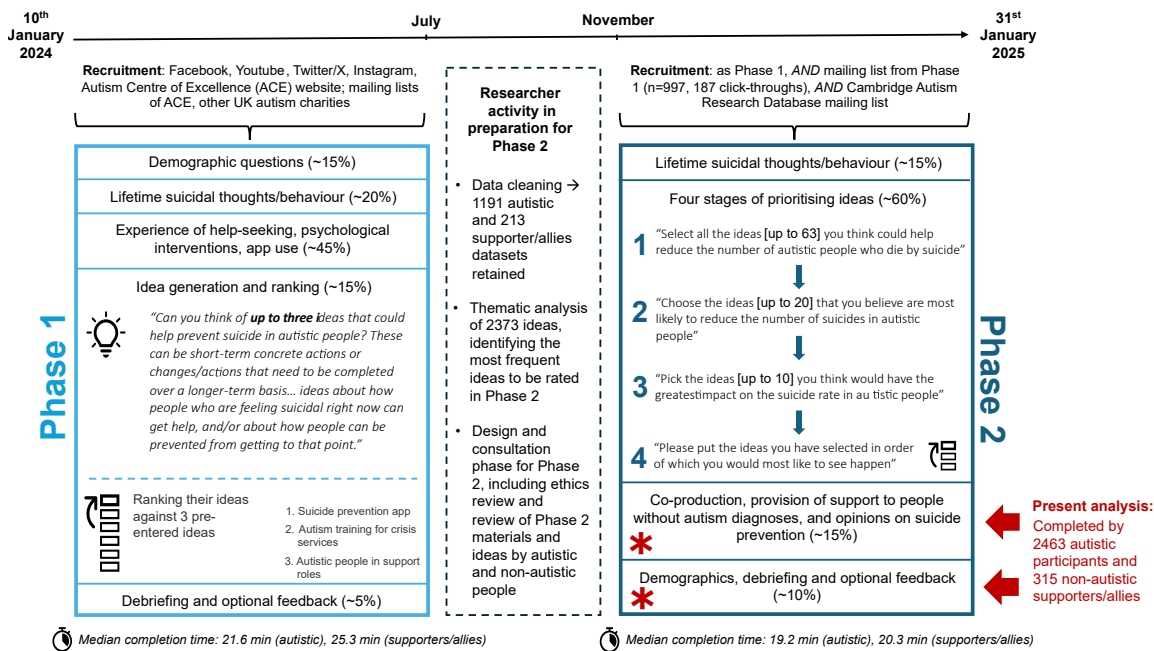 10th
January
2024
July
November
31st
January
2025
Recruitment: Facebook, Youtube, Twitter/X, Instagram,
Autism Centre of Excellence (ACE) website; mailing lists
of ACE, other UK autism charities
Phase 1
Demographic questions (~15%)
Lifetime suicidal thoughts/behaviour (~20%)
Experience of help-seeking, psychological
interventions, app use (~45%)
Idea generation and ranking (~15%)
“Can you think of up to three ideas that could
help prevent suicide in autistic people? These
can be short-term concrete actions or
changes/actions that need to be completed
over a longer-term basis... ideas about how
people who are feeling suicidal right now can
get help, and/or about how people can be
prevented from getting to that point.”
Ranking their ideas
against 3 pre-
entered ideas
1. Suicide prevention app
2. Autism training for crisis
services
3. Autistic people in support
roles
Debriefing and optional feedback (~5%)
Median completion time: 21.6 min (autistic), 25.3 min (supporters/allies)
Researcher
activity in
preparation for
Phase 2
• Data cleaning →
1191 autistic
and 213
supporter/allies
datasets
retained
• Thematic analysis
of 2373 ideas,
identifying the
most frequent
ideas to be rated
in Phase 2
• Design and
consultation
phase for Phase
2, including ethics
review and
review of Phase 2
materials and
ideas by autistic
and non-autistic
people
Recruitment: as Phase 1, AND mailing list from Phase
1 (n=997, 187 click-throughs), AND Cambridge Autism
Research Database mailing list
Phase 2
Lifetime suicidal thoughts/behaviour (~15%)
Four stages of prioritising ideas (~60%)
1 “Select all the ideas [up to 63] you think could help
reduce the number of autistic people who die by suicide”
2 “Choose the ideas [up to 20] that you believe are most
likely to reduce the number of suicides in autistic
people”
3 “Pick the ideas [up to 10] you think would have the
greatestimpact on the suicide rate in au tistic people”
4 “Please put the ideas you have selected in order
of which you would most like to see happen”
Co-production, provision of support to people
without autism diagnoses, and opinions on suicide
prevention (~15%)
Demographics, debriefing and optional feedback
(~10%)
Median completion time: 19.2 min (autistic), 20.3 min (supporters/allies)
Present analysis:
Completed by
2463 autistic
participants and
315 non-autistic
supporters/allies